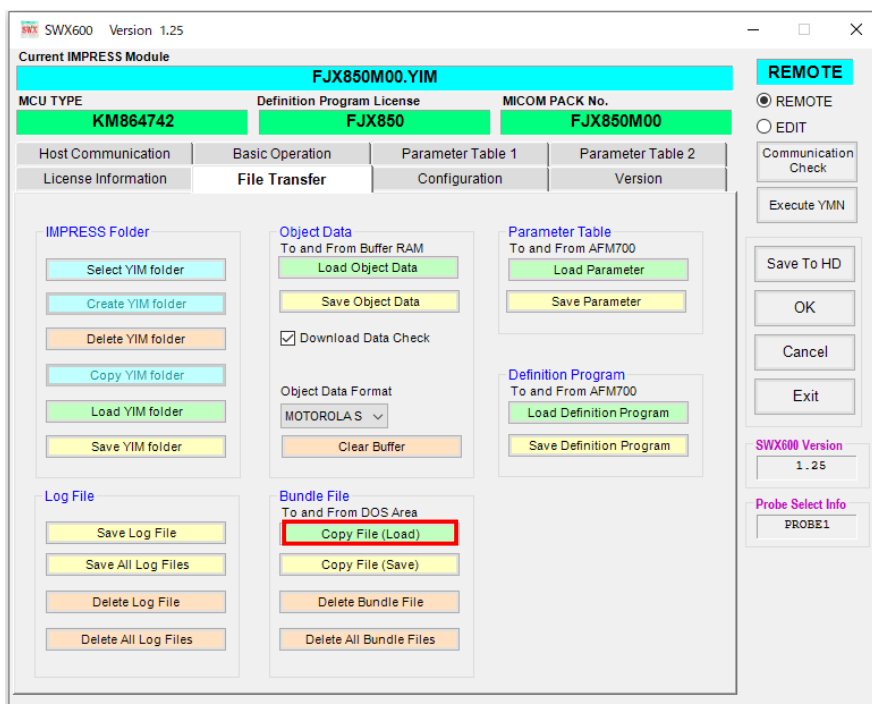 SWX600 Version 1.25
Current IMPRESS Module
FJX850M00.YIM
MCU TYPE
Definition Program License
MICOM PACK No.
KM864742
FJX850
FJX850M00
Host Communication
Basic Operation
Parameter Table 1
Parameter Table 2
License Information
File Transfer
Configuration
Version
IMPRESS Folder
Select YIM folder
Create YIM folder
Delete YIM folder
Copy YIM folder
Load YIM folder
Save YIM folder
Object Data
To and From Buffer RAM
Load Object Data
Save Object Data
Download Data Check
Object Data Format
MOTOROLA S
Clear Buffer
Parameter Table
To and From AFM700
Load Parameter
Save Parameter
Definition Program
To and From AFM700
Load Definition Program
Save Definition Program
Log File
Save Log File
Save All Log Files
Delete Log File
Delete All Log Files
Bundle File
To and From DOS Area
Copy File (Load)
Copy File (Save)
Delete Bundle File
Delete All Bundle Files
REMOTE
REMOTE
EDIT
Communication
Check
Execute YMN
Save To HD
OK
Cancel
Exit
SWX600 Version
1.25
Probe Select Info
PROBE1